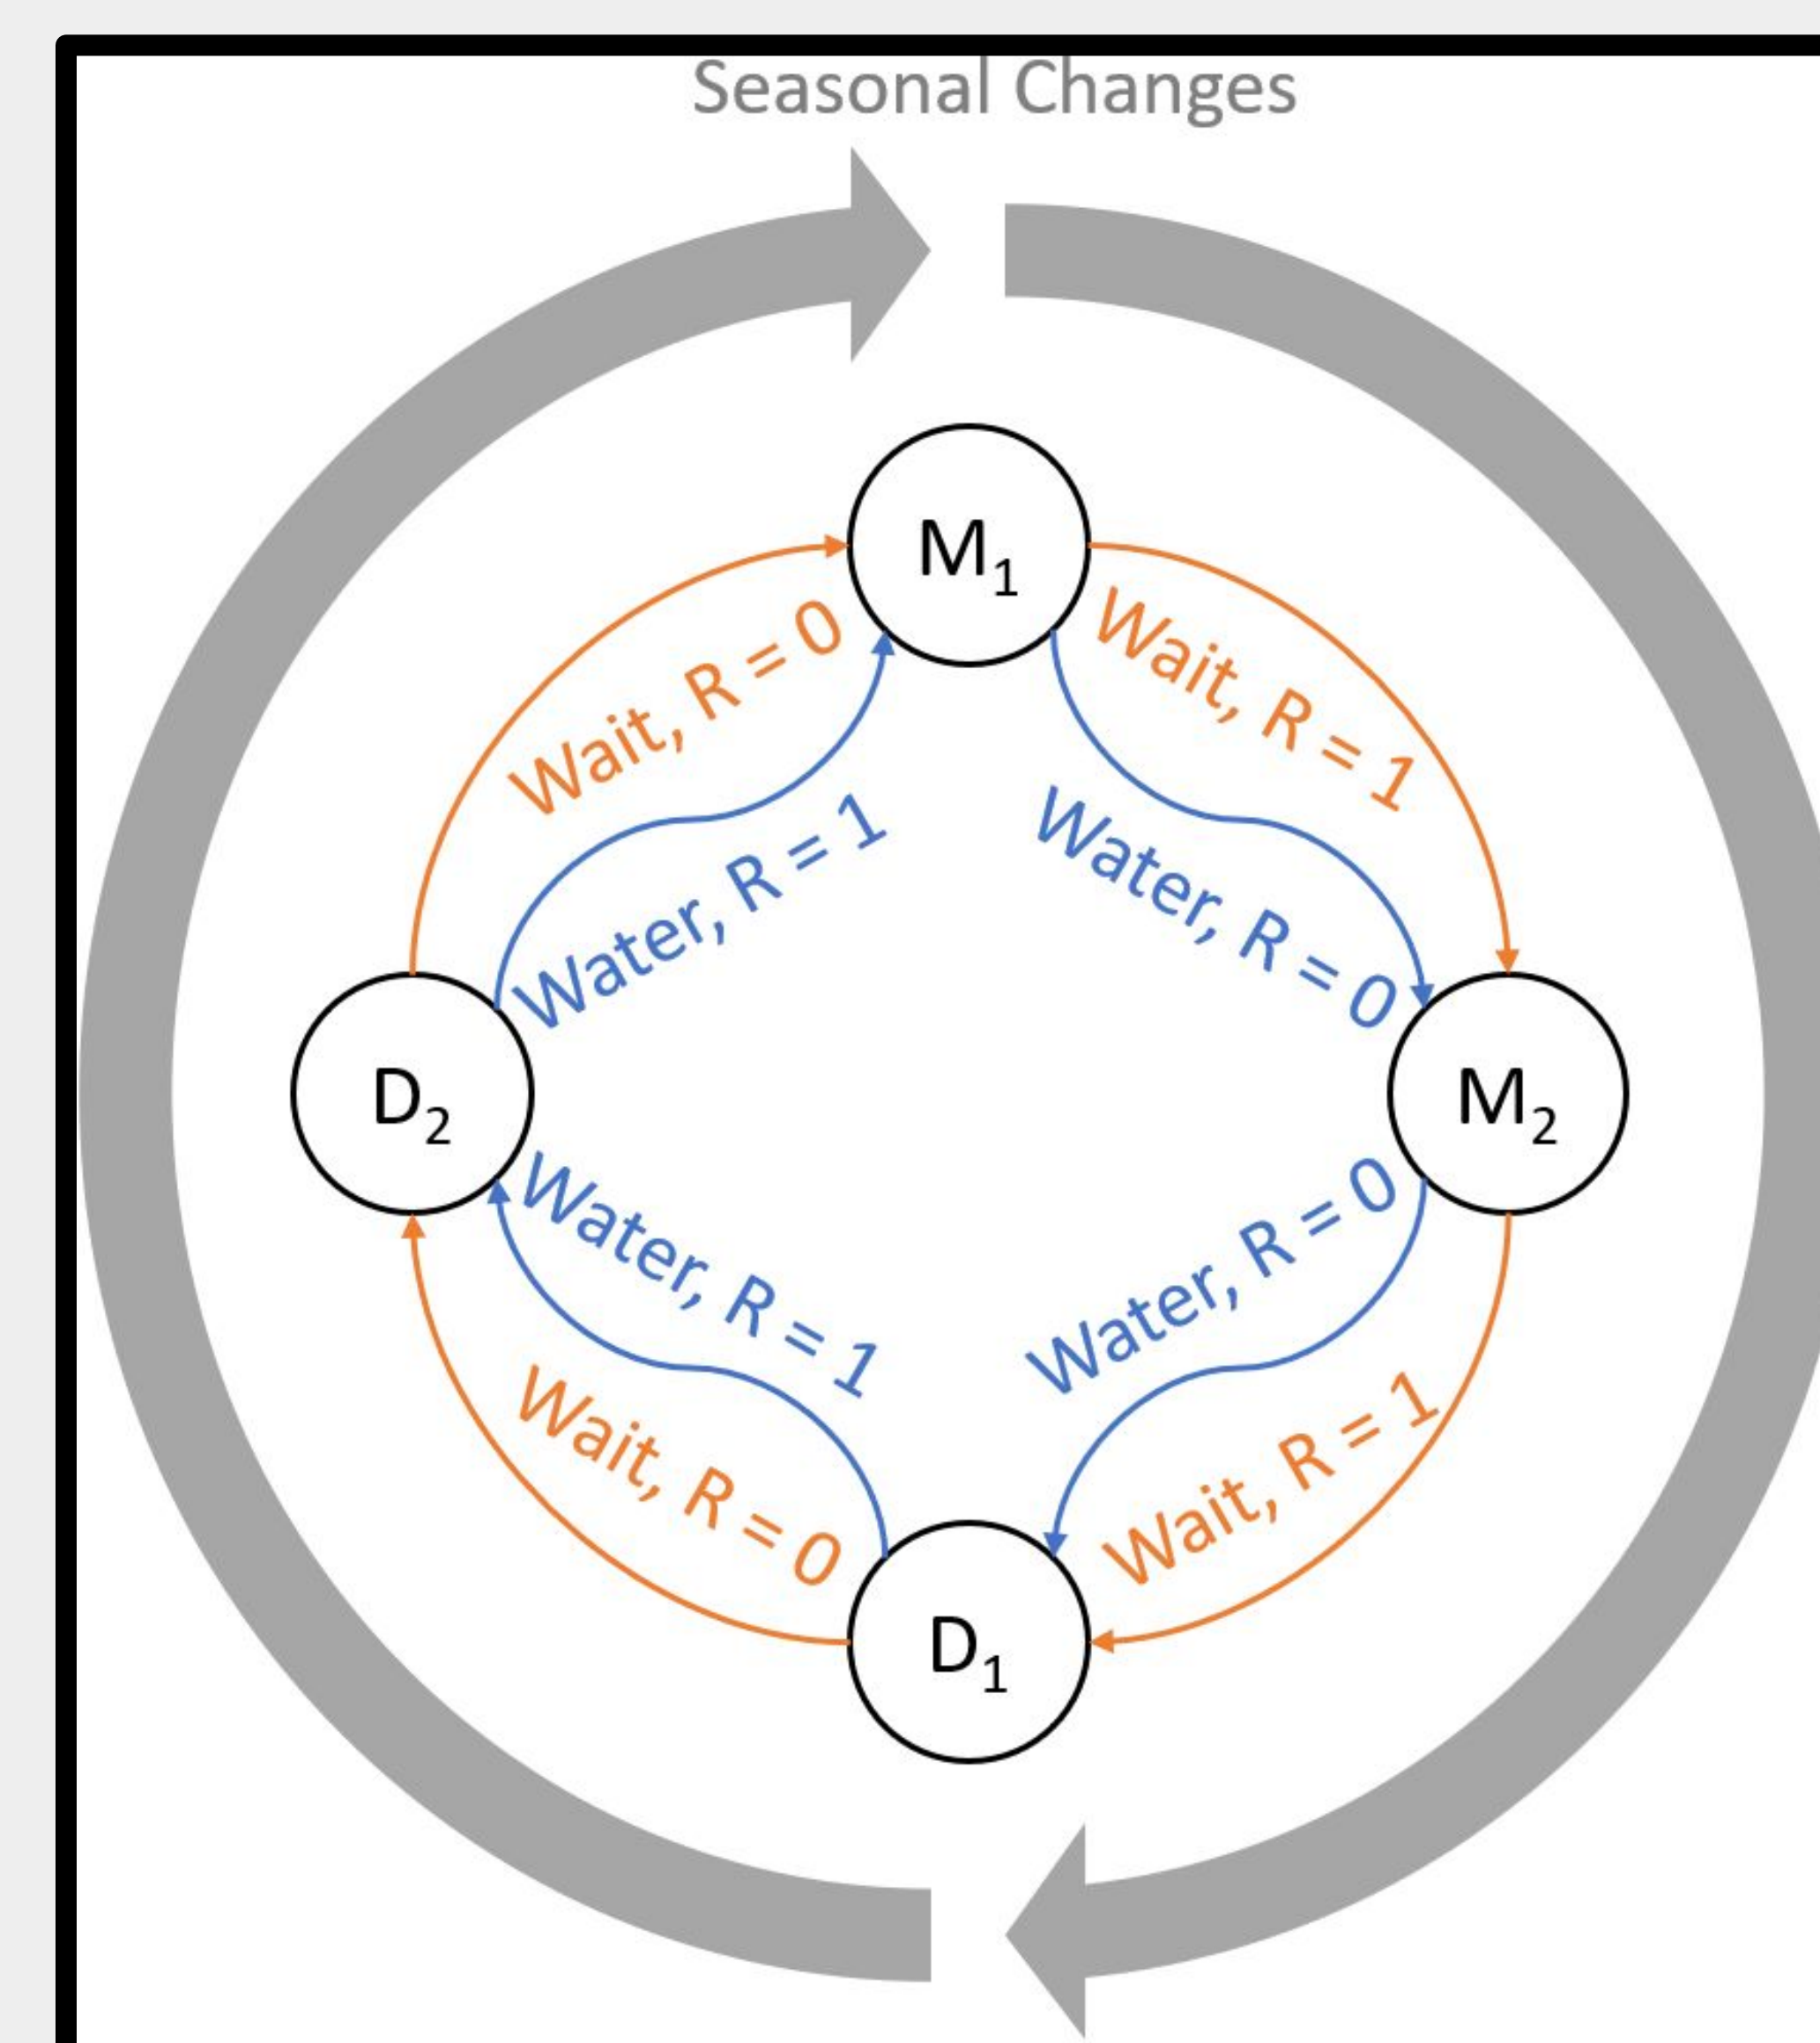 Seasonal Changes
M₁
Wait, R = 0
Wait, R = 1
Water, R = 1
Water, R = 0
D₂
M₂
Water, R = 1
Water, R = 0
Wait, R = 0
Wait, R = 1
D₁